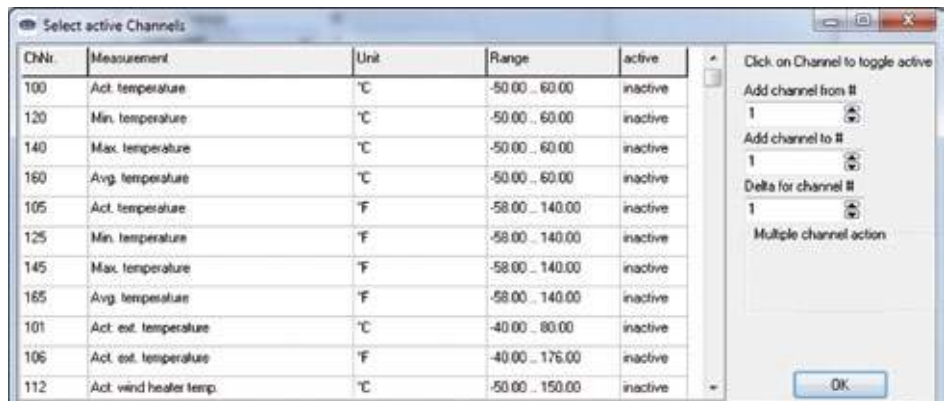 Select active Channels
ChNr. Measurement Unit Range active
100 Act. temperature °C -50.00 .. 60.00 inactive
120 Min. temperature °C -50.00 .. 60.00 inactive
140 Max. temperature °C -50.00 .. 60.00 inactive
160 Avg. temperature °C -50.00 .. 60.00 inactive
105 Act. temperature °F -58.00 .. 140.00 inactive
125 Min. temperature °F -58.00 .. 140.00 inactive
145 Max. temperature °F -58.00 .. 140.00 inactive
165 Avg. temperature °F -58.00 .. 140.00 inactive
101 Act. ext. temperature °C -40.00 .. 80.00 inactive
106 Act. ext. temperature °F -40.00 .. 176.00 inactive
112 Act. wind heater temp. °C -50.00 .. 150.00 inactive
Click on Channel to toggle active
Add channel from #
1
Add channel to #
1
Delta for channel #
1
Multiple channel action
OK